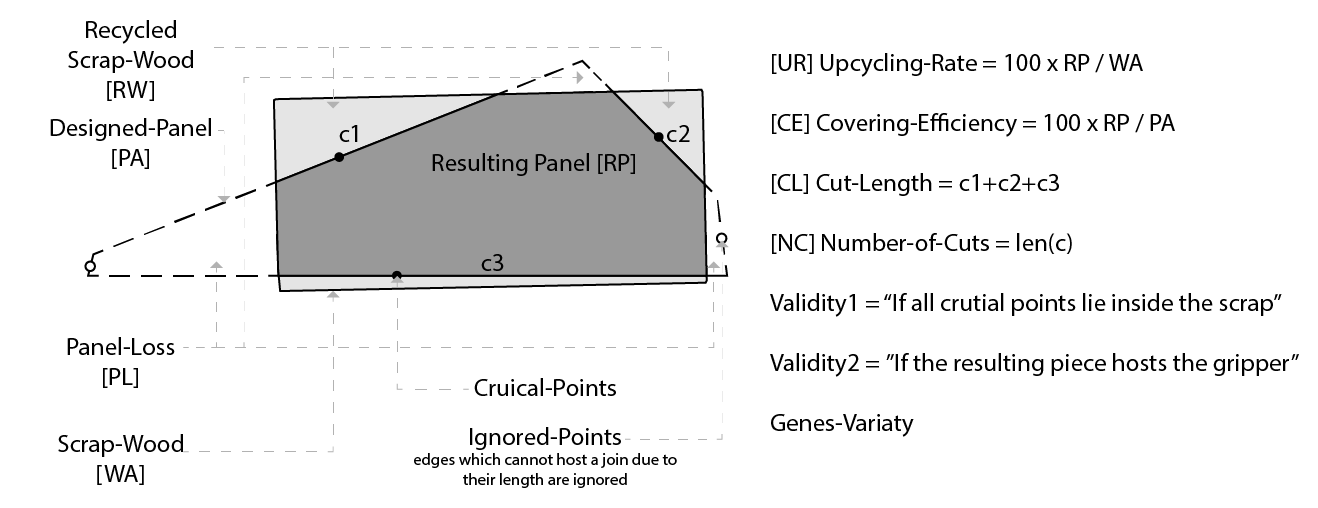 Recycled
Scrap-Wood
[RW]
Designed-Panel
[PA]
c1
c2
Resulting Panel [RP]
c3
Panel-Loss
[PL]
Cruical-Points
Scrap-Wood
[WA]
Ignored-Points
edges which cannot host a join due to
their length are ignored
[UR] Upcycling-Rate = 100 x RP / WA
[CE] Covering-Efficiency = 100 x RP / PA
[CL] Cut-Length = c1+c2+c3
[NC] Number-of-Cuts = len(c)
Validity1 = “If all crutial points lie inside the scrap”
Validity2 = ”If the resulting piece hosts the gripper”
Genes-Variaty